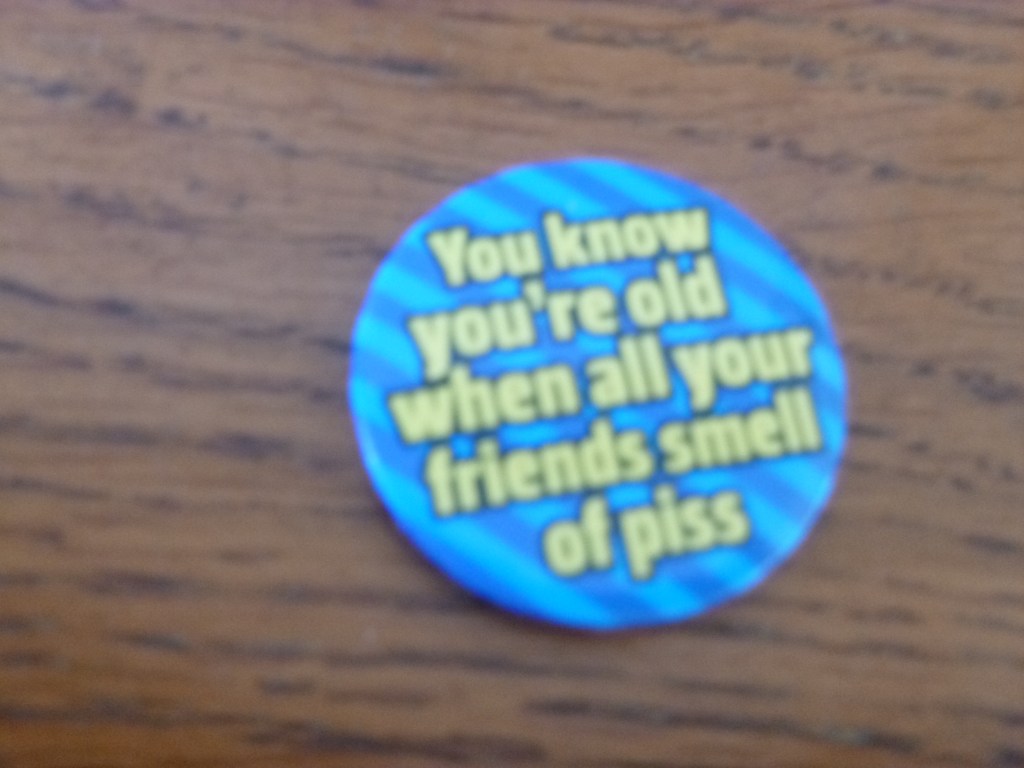 You know
you're old
when all your
friends smell
of piss